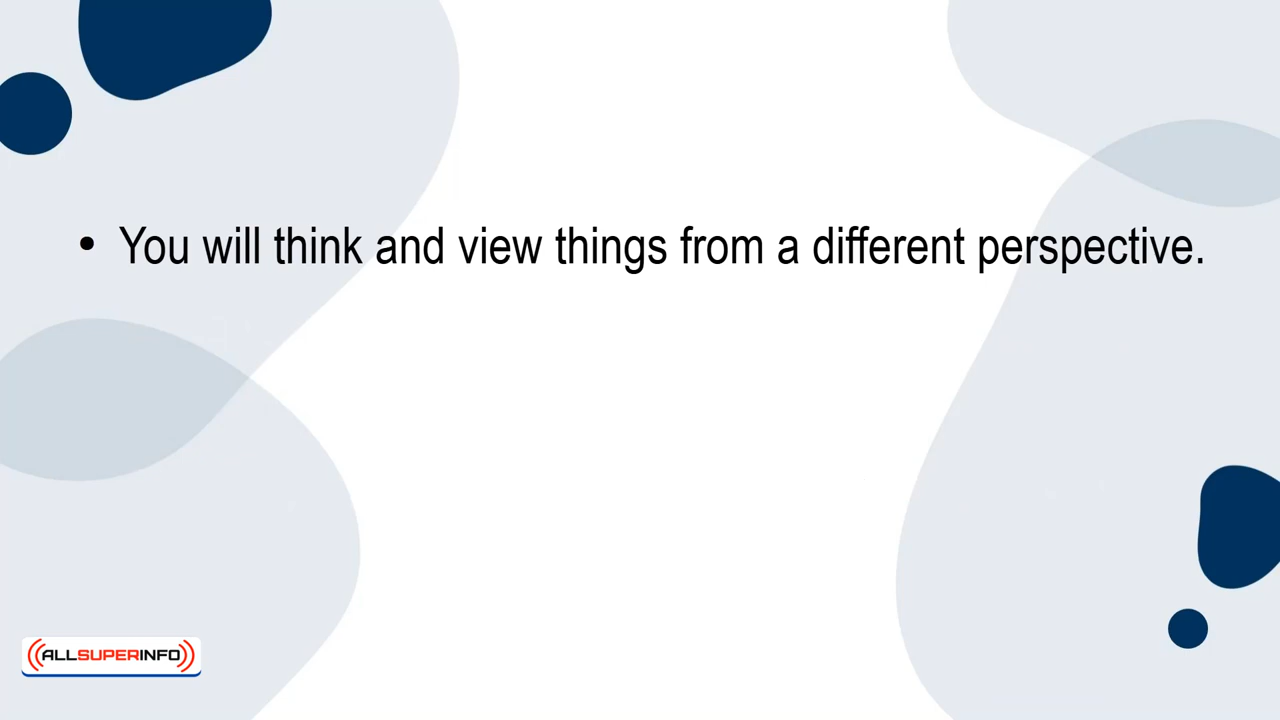 • You will think and view things from a different perspective.
((ALLSUPERINFO))